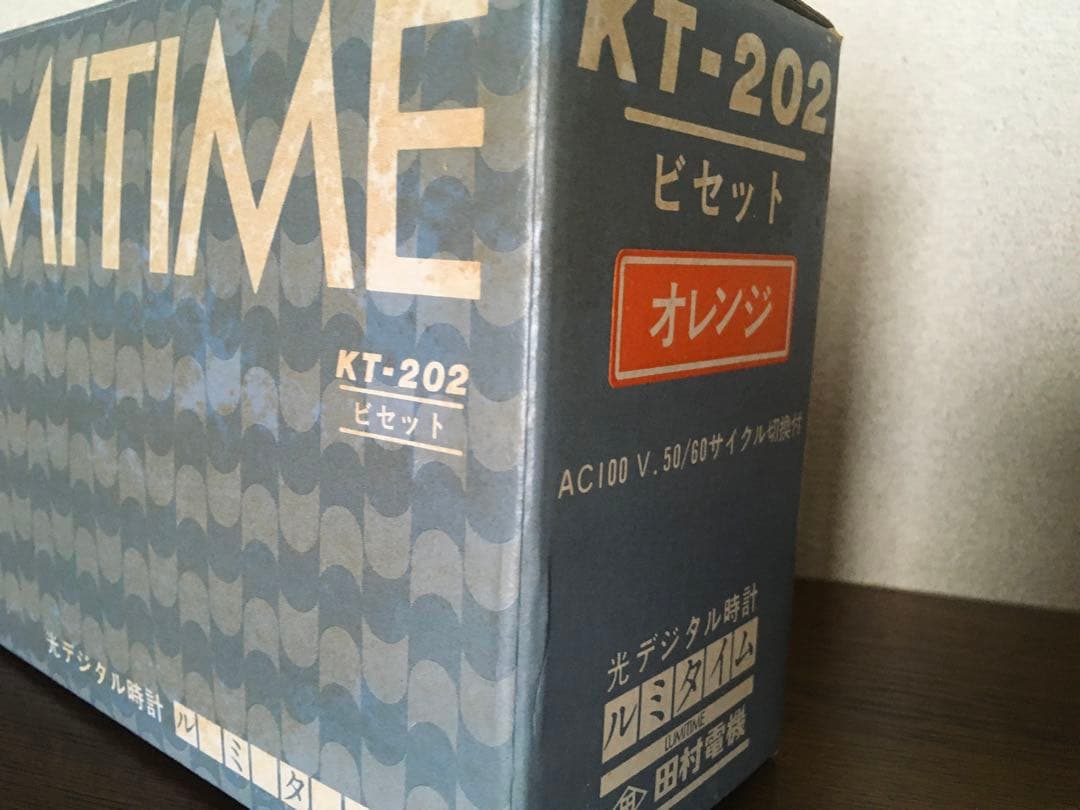 MITIME
KT-202
ビセット
光デジタル時計
ルミタ
KT-202
ビセット
オレンジ
AC100 V. 50/60サイクル切換付
光デジタル時計
ルミタイム
LUMITIME
田村電機